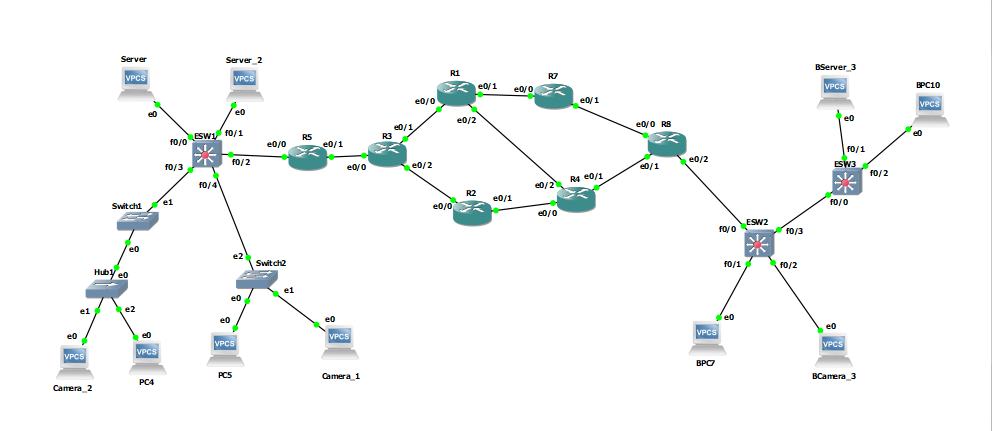 Server
VPCS
e0
Server_2
VPCS
e0
ESW1
f0/0
f0/1
f0/2
f0/3
f0/4
R5
e0/0
e0/1
R3
e0/0
e0/1
e0/2
R1
e0/0
e0/1
e0/2
R7
e0/0
e0/1
R2
e0/0
e0/1
R4
e0/2
e0/1
e0/0
R8
e0/0
e0/1
e0/2
BServer_3
VPCS
e0
BPC10
VPCS
e0
ESW3
f0/1
f0/2
f0/0
ESW2
f0/0
f0/3
f0/1
f0/2
Switch1
e1
e0
Hub1
e0
e1
e2
Switch2
e2
e0
e1
e0
VPCS
Camera_2
e0
VPCS
PC4
e0
VPCS
PC5
e0
VPCS
Camera_1
e0
VPCS
BPC7
e0
VPCS
BCamera_3